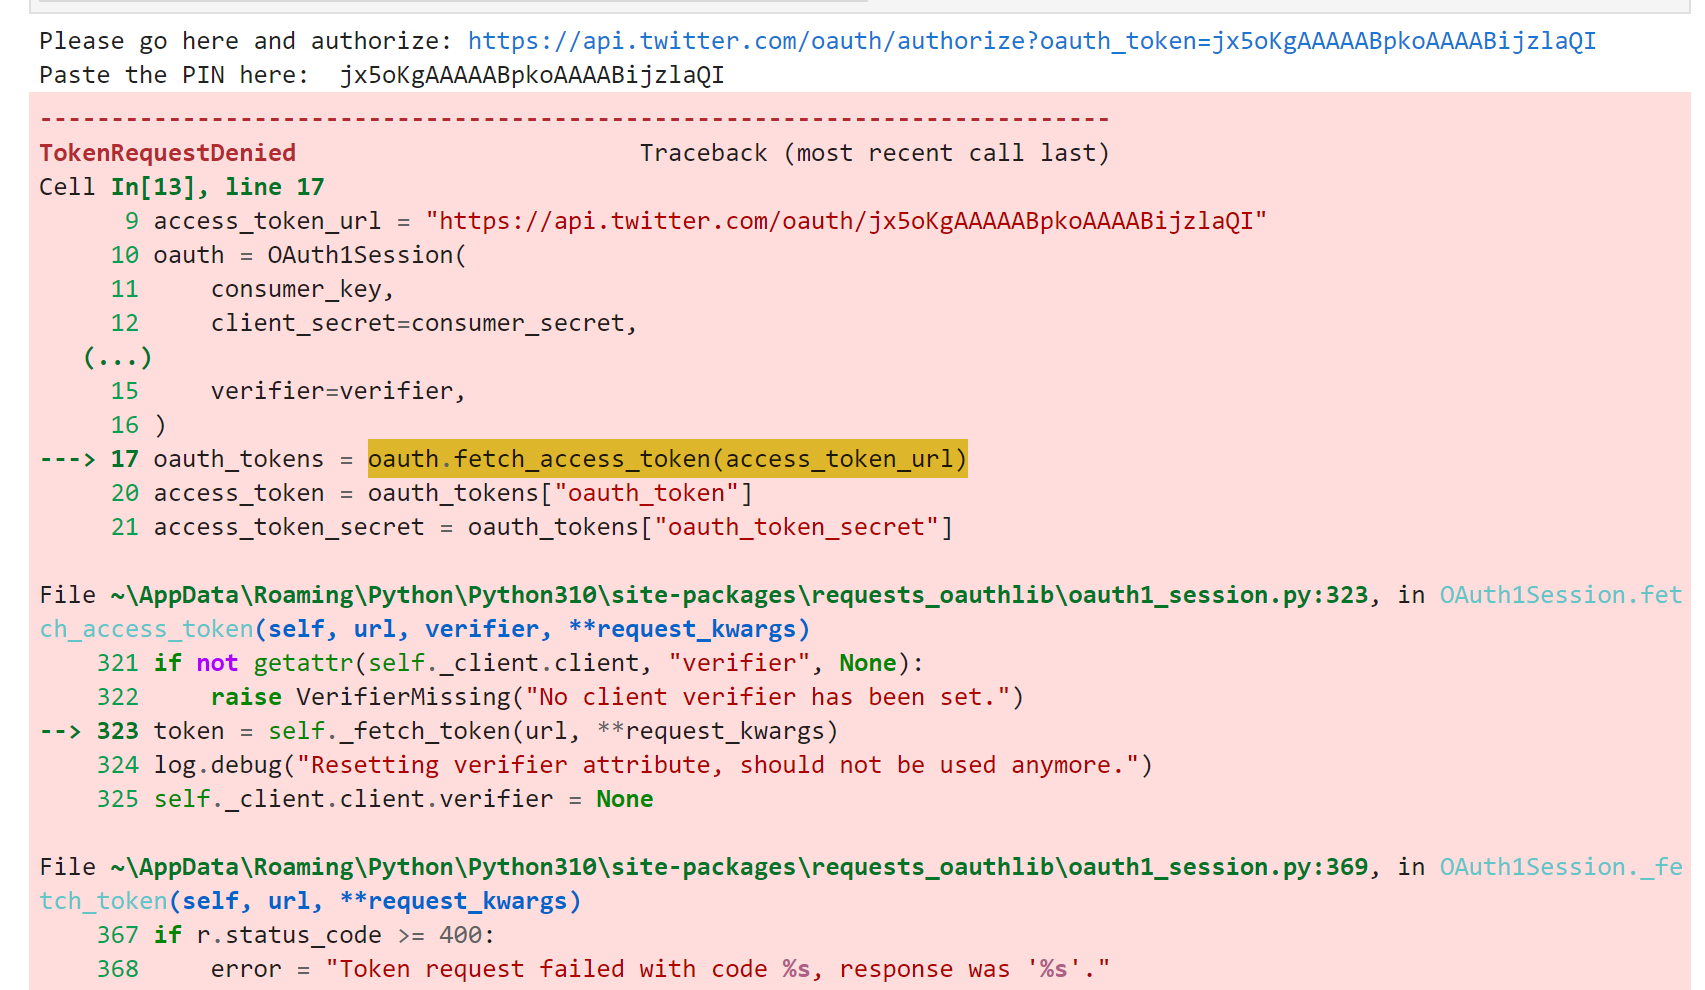 Please go here and authorize: https://api.twitter.com/oauth/authorize?oauth_token=jx5oKgAAAAABpkoAAAABijzlaQI
Paste the PIN here:  jx5oKgAAAAABpkoAAAABijzlaQI
---------------------------------------------------------------------------
TokenRequestDenied                        Traceback (most recent call last)
Cell In[13], line 17
      9 access_token_url = "https://api.twitter.com/oauth/jx5oKgAAAAABpkoAAAABijzlaQI"
     10 oauth = OAuth1Session(
     11     consumer_key,
     12     client_secret=consumer_secret,
   (...)
     15     verifier=verifier,
     16 )
---> 17 oauth_tokens = oauth.fetch_access_token(access_token_url)
     20 access_token = oauth_tokens["oauth_token"]
     21 access_token_secret = oauth_tokens["oauth_token_secret"]
File ~\AppData\Roaming\Python\Python310\site-packages\requests_oauthlib\oauth1_session.py:323, in OAuth1Session.fet
ch_access_token(self, url, verifier, **request_kwargs)
    321 if not getattr(self._client.client, "verifier", None):
    322     raise VerifierMissing("No client verifier has been set.")
--> 323 token = self._fetch_token(url, **request_kwargs)
    324 log.debug("Resetting verifier attribute, should not be used anymore.")
    325 self._client.client.verifier = None
File ~\AppData\Roaming\Python\Python310\site-packages\requests_oauthlib\oauth1_session.py:369, in OAuth1Session._fe
tch_token(self, url, **request_kwargs)
    367 if r.status_code >= 400:
    368     error = "Token request failed with code %s, response was '%s'."